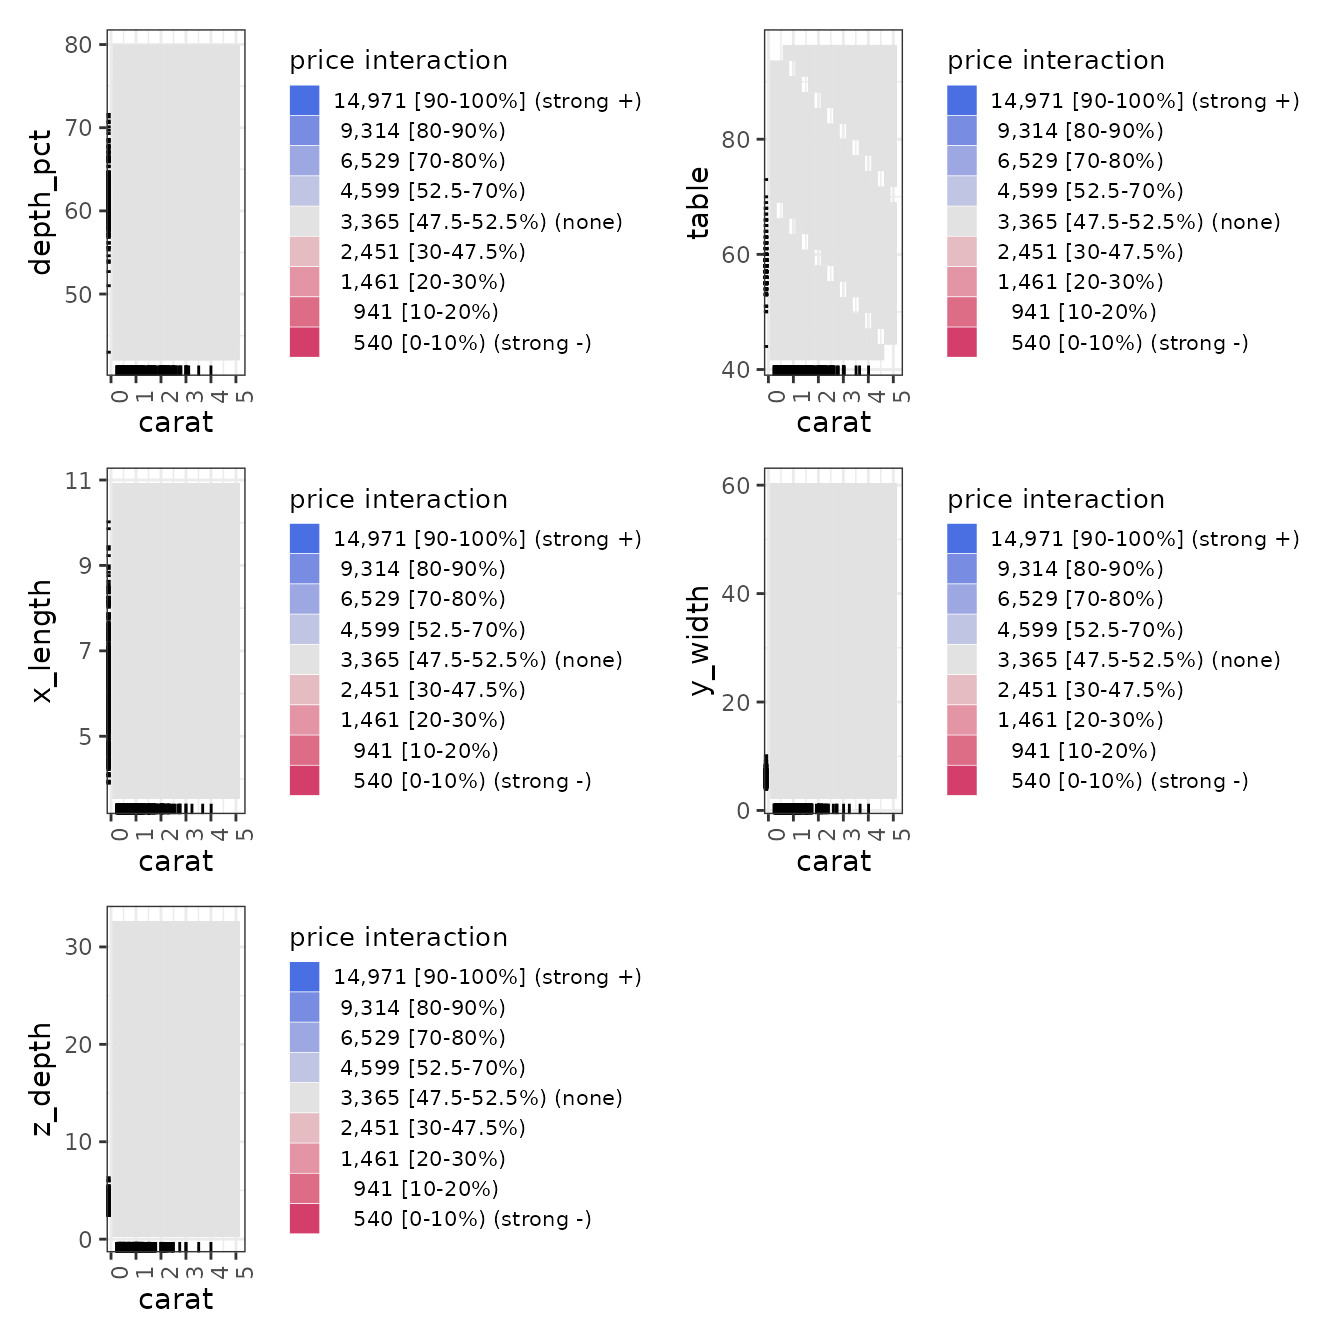 80
70
60
50
depth_pct
0 1 2 3 4 5
carat
price interaction
14,971 [90-100%] (strong +)
9,314 [80-90%)
6,529 [70-80%)
4,599 [52.5-70%)
3,365 [47.5-52.5%) (none)
2,451 [30-47.5%)
1,461 [20-30%)
941 [10-20%)
540 [0-10%) (strong -)
80
60
40
table
0 1 2 3 4 5
carat
price interaction
14,971 [90-100%] (strong +)
9,314 [80-90%)
6,529 [70-80%)
4,599 [52.5-70%)
3,365 [47.5-52.5%) (none)
2,451 [30-47.5%)
1,461 [20-30%)
941 [10-20%)
540 [0-10%) (strong -)
11
9
7
5
x_length
0 1 2 3 4 5
carat
price interaction
14,971 [90-100%] (strong +)
9,314 [80-90%)
6,529 [70-80%)
4,599 [52.5-70%)
3,365 [47.5-52.5%) (none)
2,451 [30-47.5%)
1,461 [20-30%)
941 [10-20%)
540 [0-10%) (strong -)
60
40
20
0
y_width
0 1 2 3 4 5
carat
price interaction
14,971 [90-100%] (strong +)
9,314 [80-90%)
6,529 [70-80%)
4,599 [52.5-70%)
3,365 [47.5-52.5%) (none)
2,451 [30-47.5%)
1,461 [20-30%)
941 [10-20%)
540 [0-10%) (strong -)
30
20
10
0
z_depth
0 1 2 3 4 5
carat
price interaction
14,971 [90-100%] (strong +)
9,314 [80-90%)
6,529 [70-80%)
4,599 [52.5-70%)
3,365 [47.5-52.5%) (none)
2,451 [30-47.5%)
1,461 [20-30%)
941 [10-20%)
540 [0-10%) (strong -)